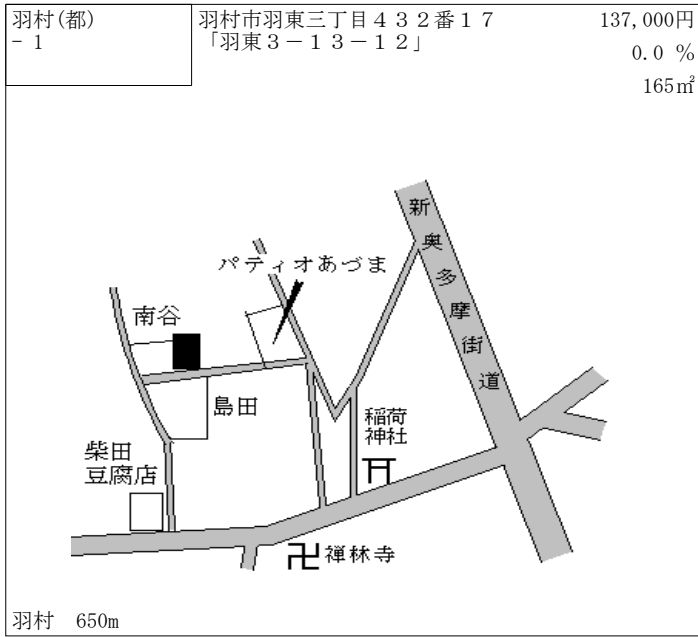 羽村(都)
- 1
羽村市羽東三丁目４３２番１７
「羽東３－１３－１２」
137,000円
0.0 %
165㎡
新奥多摩街道
パティオあづま
南谷
島田
稲荷
神社
柴田
豆腐店
禅林寺
羽村 650m